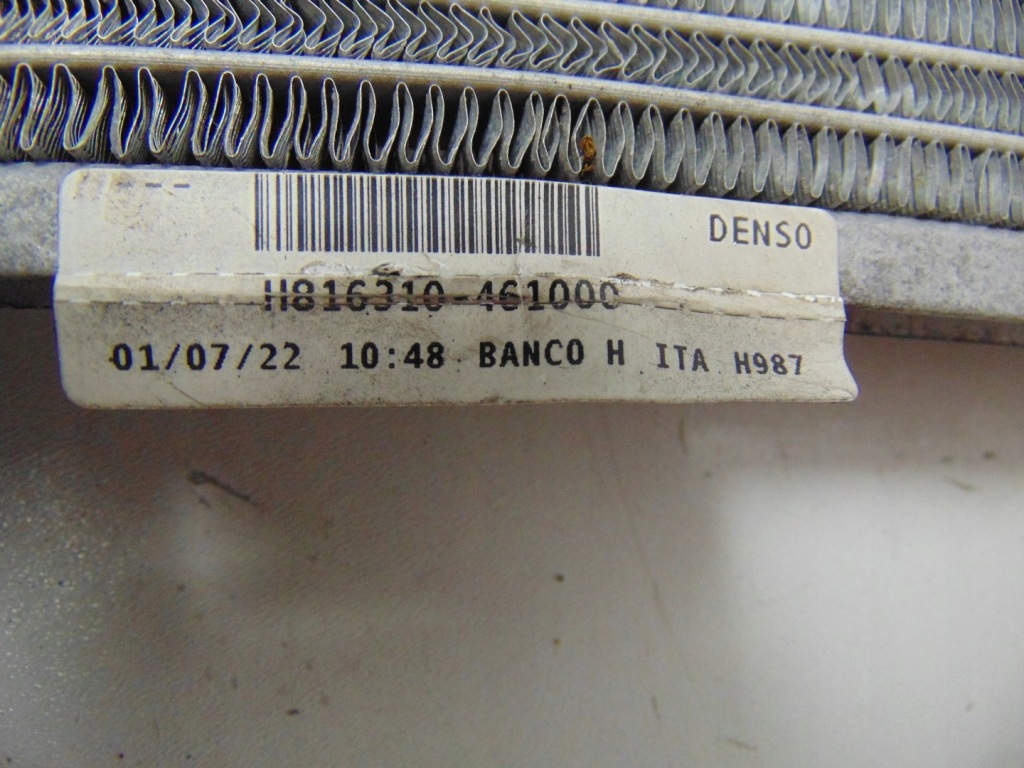 DENSO
H816310-461000
01/07/22 10:48 BANCO H ITA H987